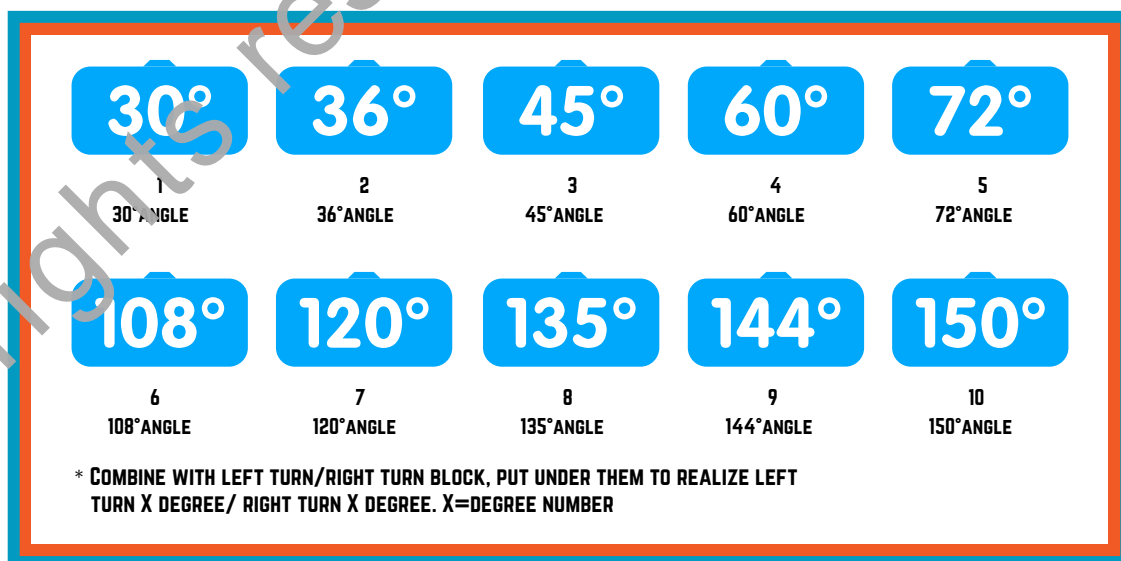 30° 36° 45° 60° 72°
1 2 3 4 5
30°ANGLE 36°ANGLE 45°ANGLE 60°ANGLE 72°ANGLE
108° 120° 135° 144° 150°
6 7 8 9 10
108°ANGLE 120°ANGLE 135°ANGLE 144°ANGLE 150°ANGLE
* COMBINE WITH LEFT TURN/RIGHT TURN BLOCK, PUT UNDER THEM TO REALIZE LEFT
TURN X DEGREE/ RIGHT TURN X DEGREE. X=DEGREE NUMBER